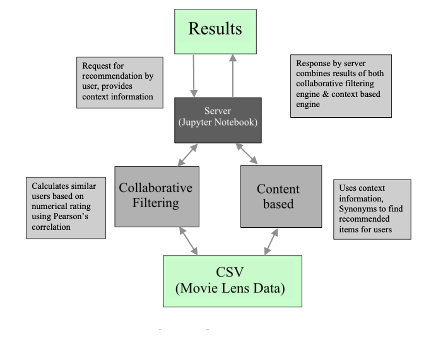 Results
Request for
recommendation by
user, provides
context information
Response by server
combines results of both
collaborative filtering
engine & context based
engine
Server
(Jupyter Notebook)
Calculates similar
users based on
numerical rating
using Pearson's
correlation
Collaborative
Filtering
Content
based
Uses context
information,
Synonyms to find
recommended
items for users
CSV
(Movie Lens Data)